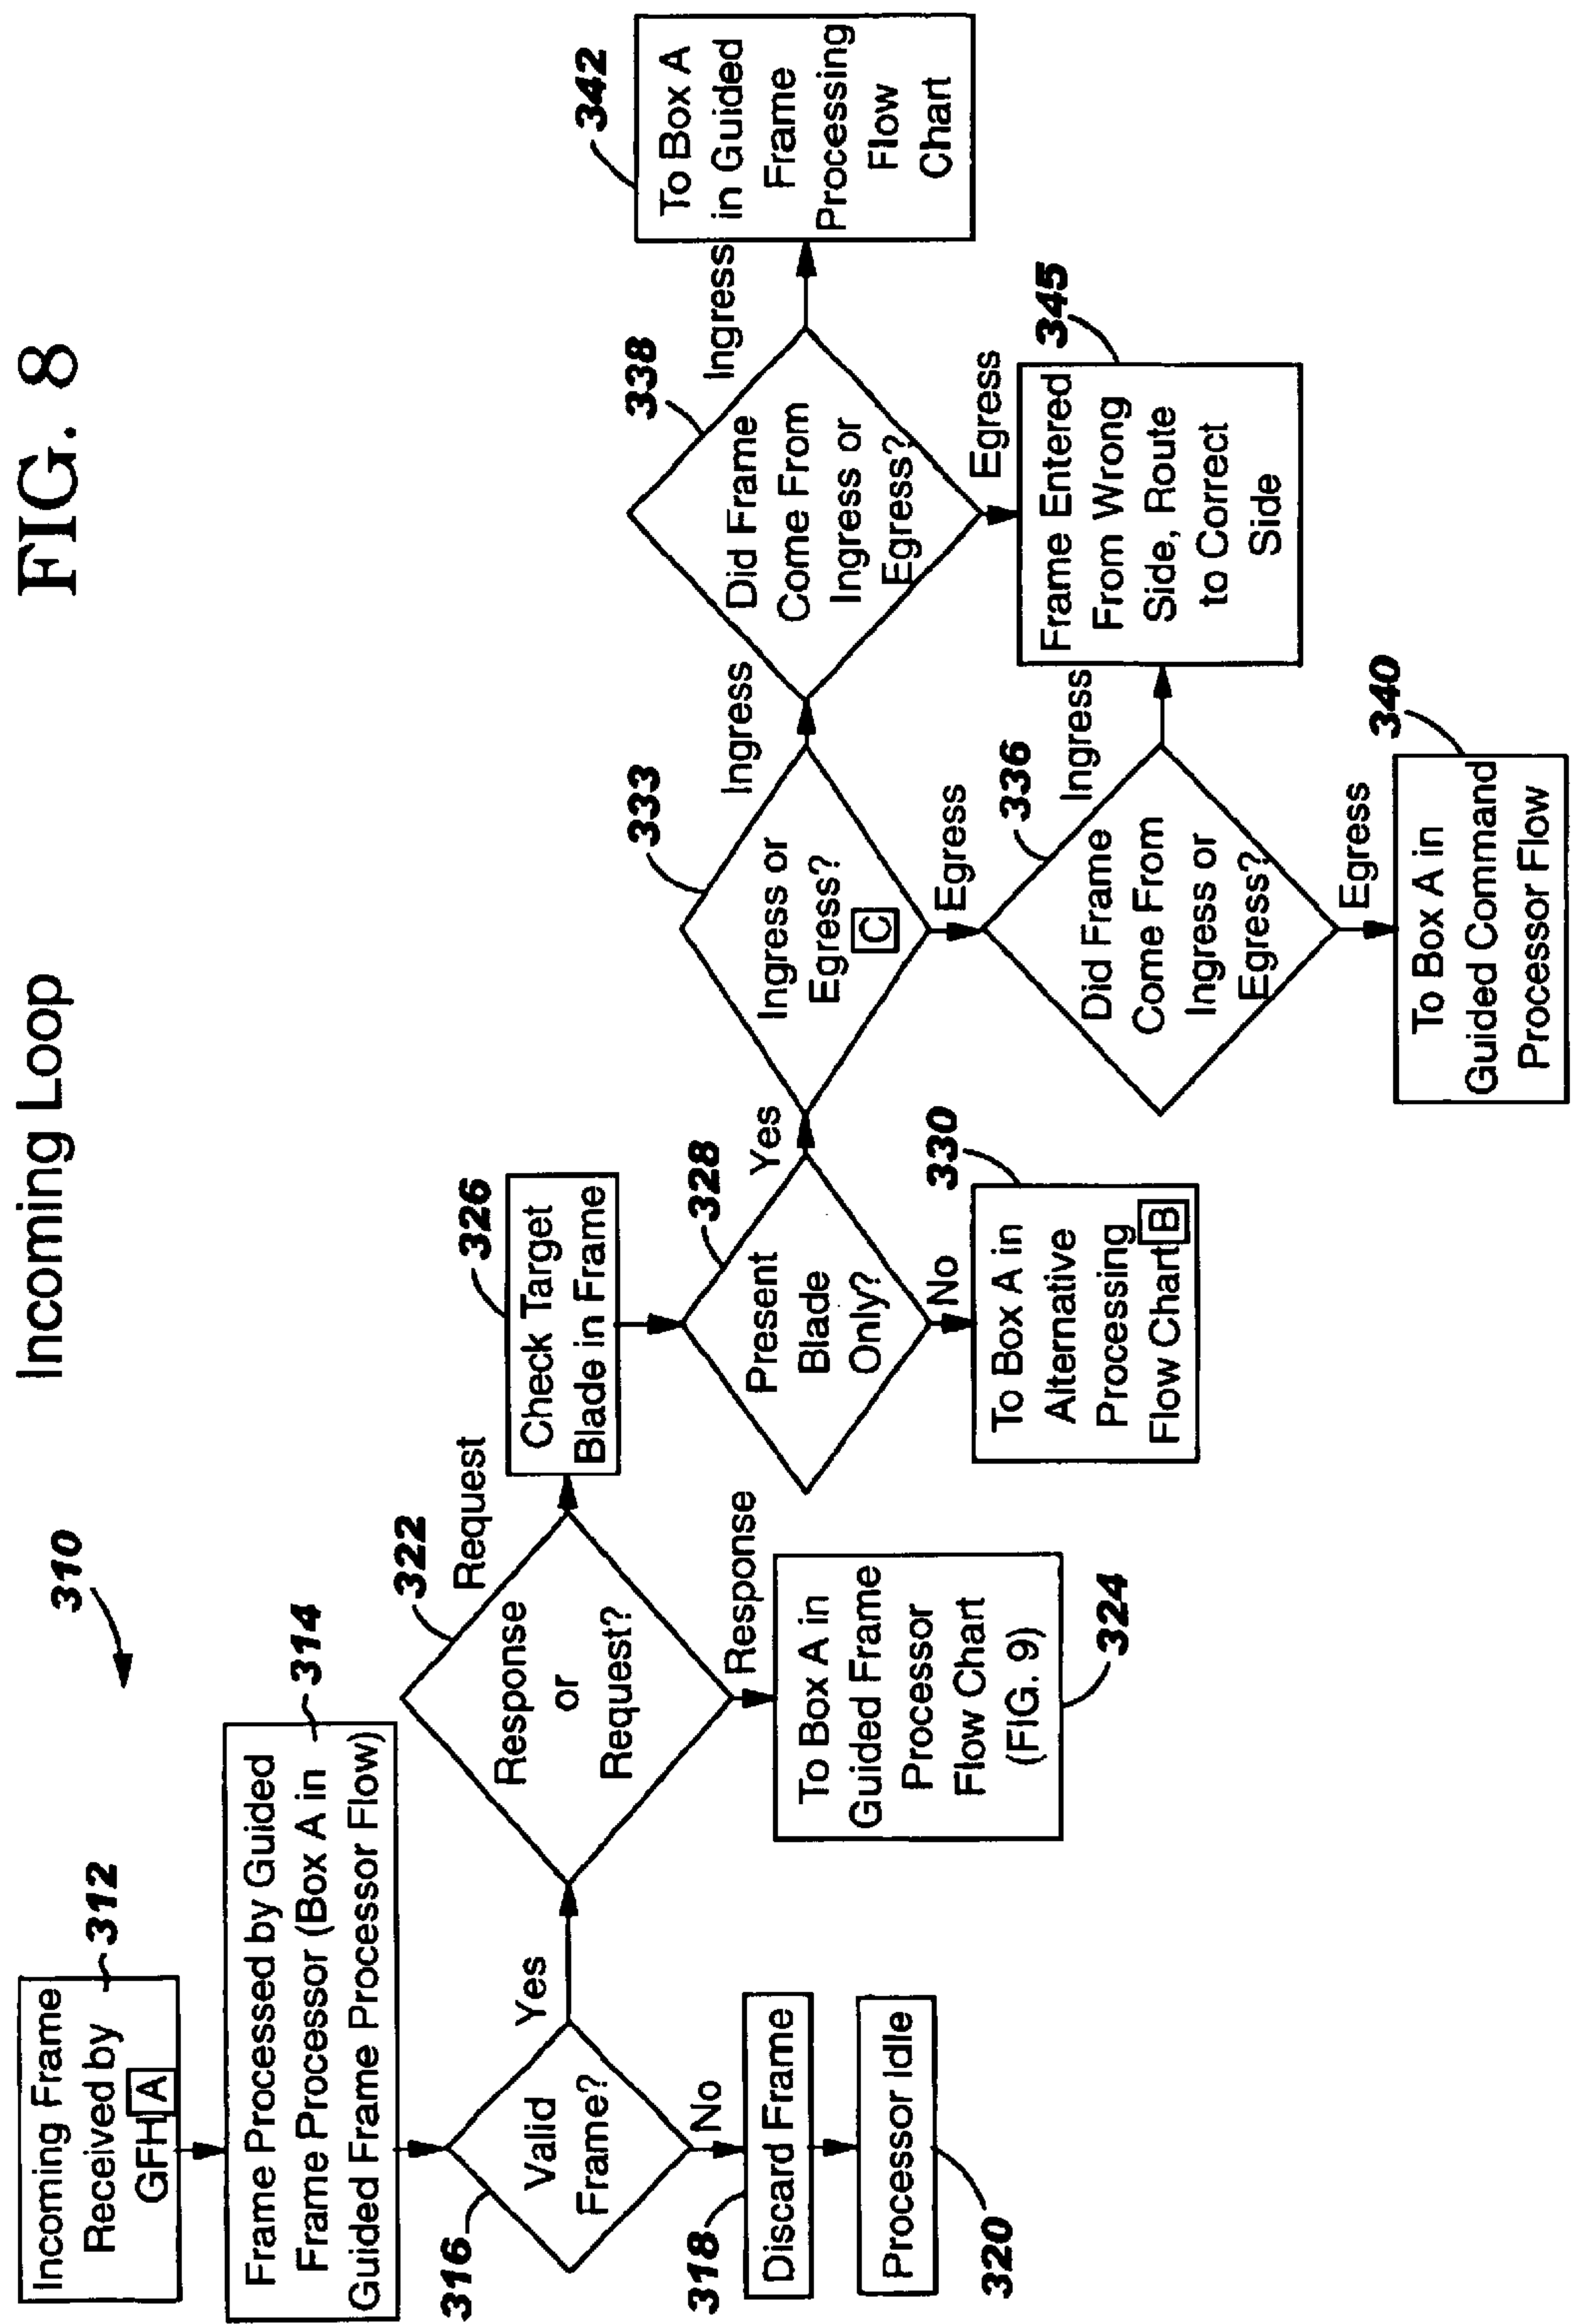 Incoming Loop
FIG. 8
310
Incoming Frame
Received by
GFH A
312
Frame Processed by Guided
Frame Processor (Box A in
Guided Frame Processor Flow)
314
Valid
Frame?
316
Yes
No
Discard Frame
318
Processor Idle
320
Response
or
Request?
322
Request
Response
To Box A in
Guided Frame
Processor
Flow Chart
(FIG. 9)
324
Check Target
Blade in Frame
326
Present
Blade
Only?
328
Yes
No
To Box A in
Alternative
Processing
Flow Chart B
330
Ingress or
Egress?
C
333
Ingress
Egress
Did Frame
Come From
Ingress or
Egress?
336
Ingress
Egress
To Box A in
Guided Command
Processor Flow
340
Did Frame
Come From
Ingress or
Egress?
338
Ingress
Egress
Frame Entered
From Wrong
Side, Route
to Correct
Side
345
To Box A
in Guided
Frame
Processing
Flow
Chart
342